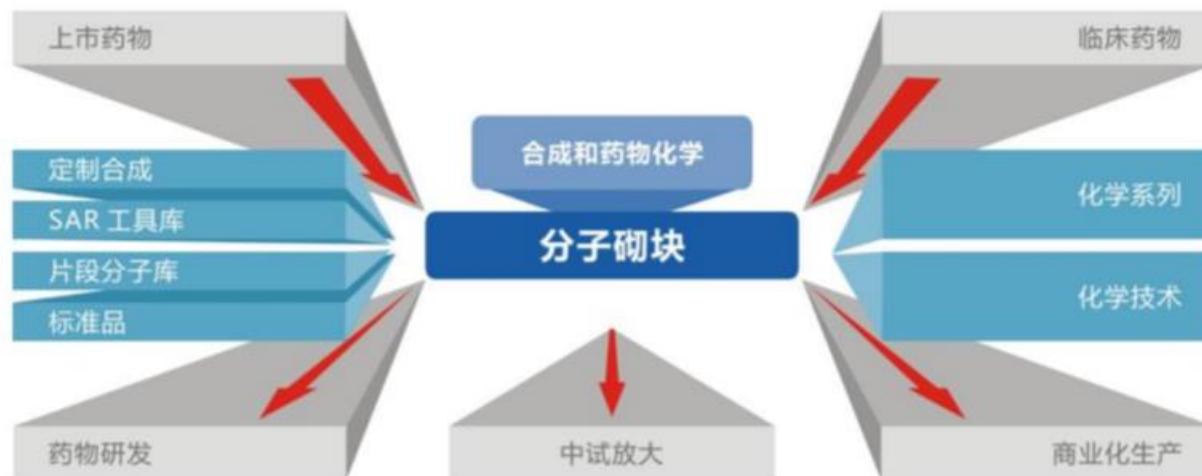 上市药物
临床药物
合成和药物化学
定制合成
SAR 工具库
片段分子库
标准品
分子砌块
化学系列
化学技术
药物研发
中试放大
商业化生产